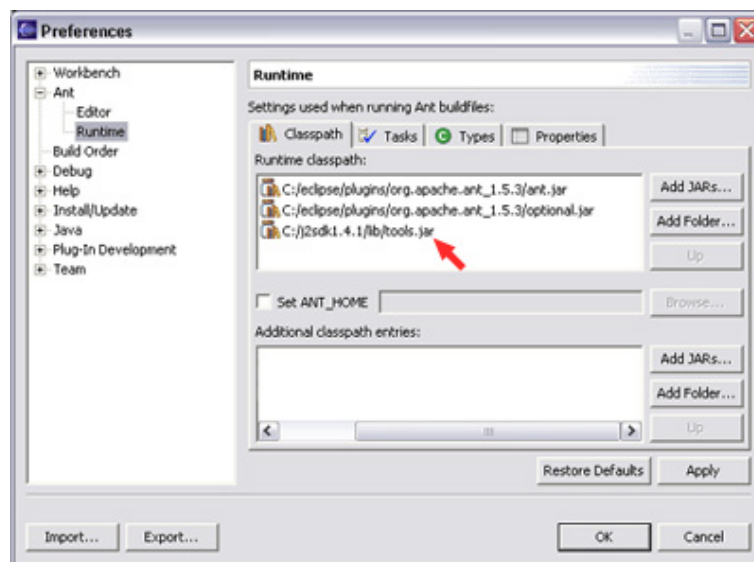 Preferences
Workbench
Ant
Editor
Runtime
Build Order
Debug
Help
Install/Update
Java
Plug-In Development
Team
Runtime
Settings used when running Ant buildfiles:
Classpath Tasks Types Properties
Runtime classpath:
C:/eclipse/plugins/org.apache.ant_1.5.3/ant.jar
C:/eclipse/plugins/org.apache.ant_1.5.3/optional.jar
C:/j2sdk1.4.1/lib/tools.jar
Add JARs...
Add Folder...
Up
Set ANT_HOME
Browse...
Additional classpath entries:
Add JARs...
Add Folder...
Up
Restore Defaults Apply
Import... Export... OK Cancel